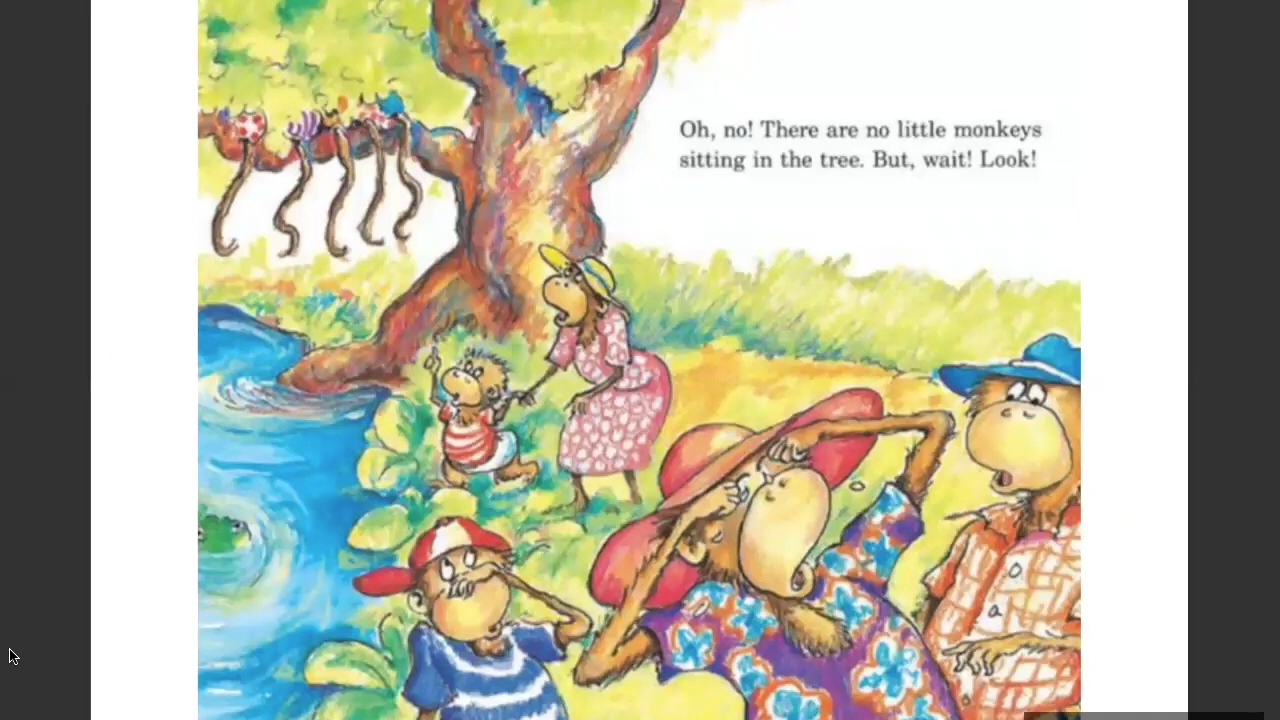 Oh, no! There are no little monkeys
sitting in the tree. But, wait! Look!